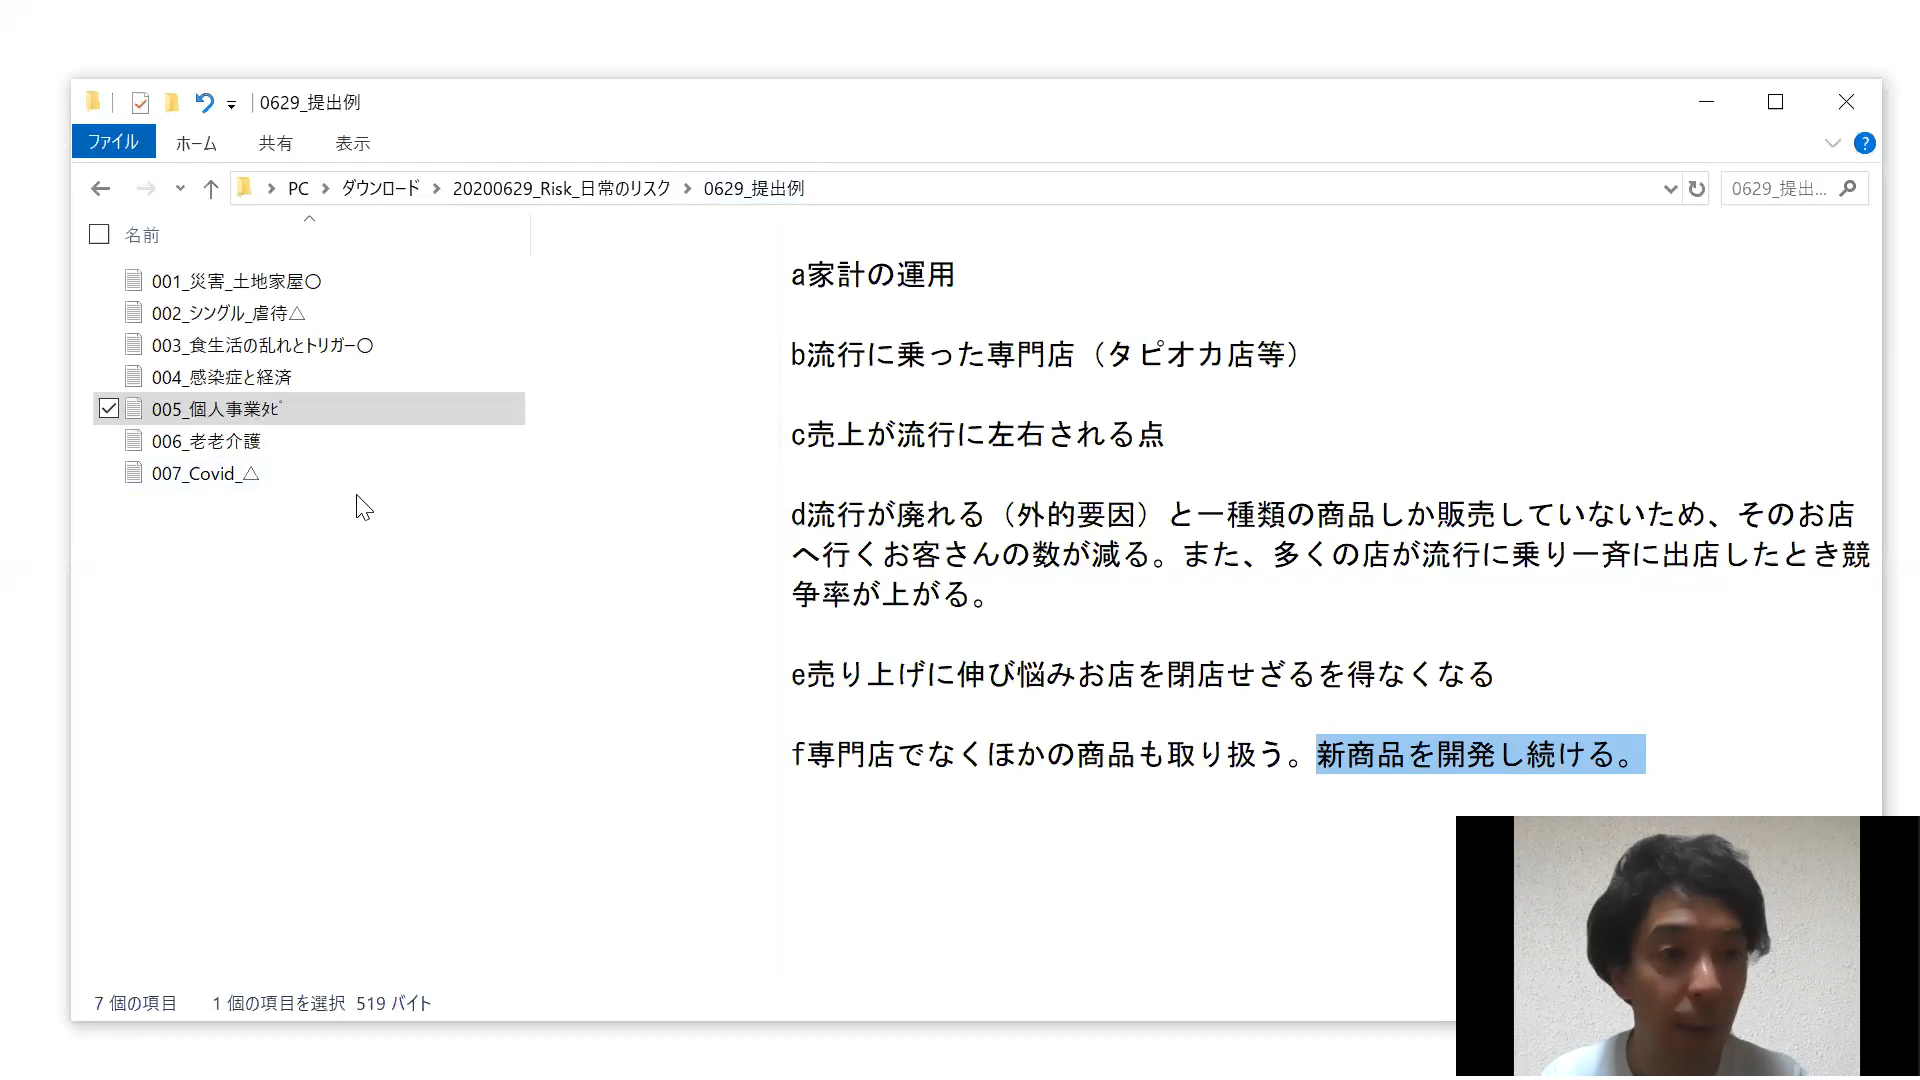 0629_提出例
ファイル ホーム 共有 表示
PC ダウンロード 20200629_Risk_日常のリスク 0629_提出例
0629_提出...
名前
001_災害_土地家屋〇
002_シングル_虐待△
003_食生活の乱れとトリガー〇
004_感染症と経済
005_個人事業ﾀﾋﾟ
006_老老介護
007_Covid_△
a家計の運用
b流行に乗った専門店（タピオカ店等）
c売上が流行に左右される点
d流行が廃れる（外的要因）と一種類の商品しか販売していないため、そのお店
へ行くお客さんの数が減る。また、多くの店が流行に乗り一斉に出店したとき競
争率が上がる。
e売り上げに伸び悩みお店を閉店せざるを得なくなる
f専門店でなくほかの商品も取り扱う。新商品を開発し続ける。
7 個の項目 1 個の項目を選択 519 バイト